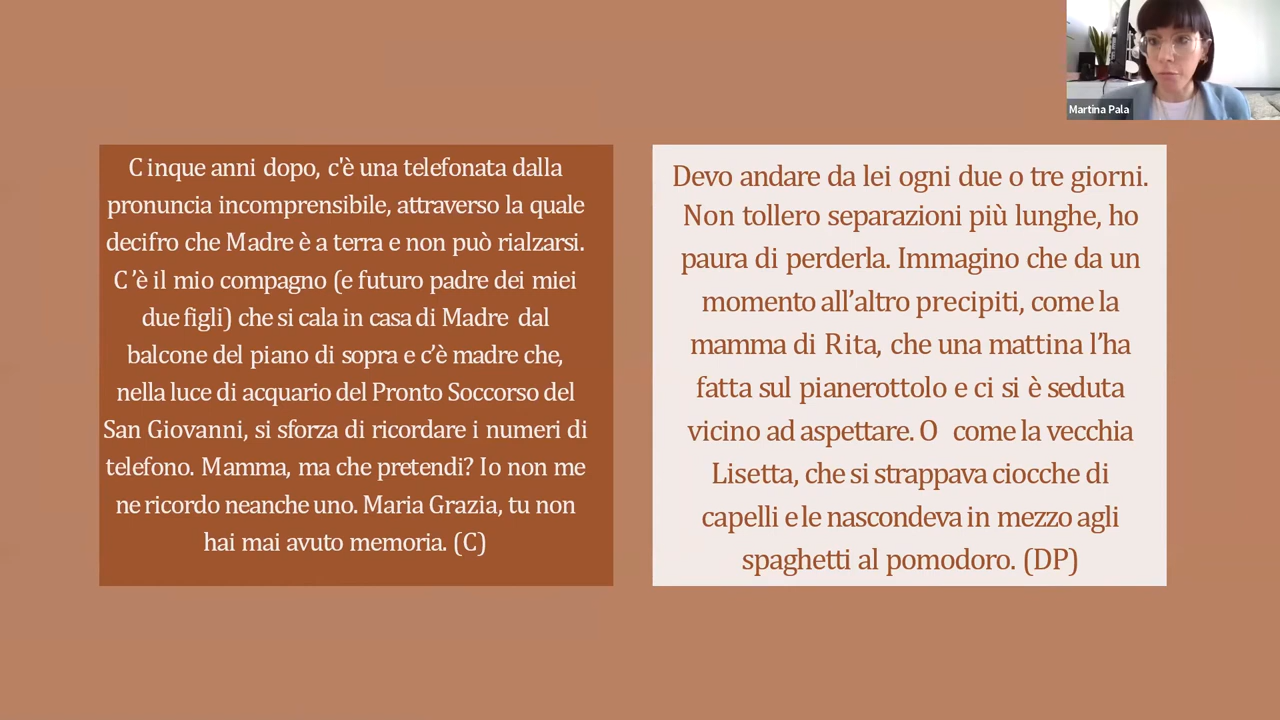 Martina Pala
Cinque anni dopo, c'è una telefonata dalla
pronuncia incomprensibile, attraverso la quale
decifro che Madre è a terra e non può rialzarsi.
C'è il mio compagno (e futuro padre dei miei
due figli) che si cala in casa di Madre dal
balcone del piano di sopra e c'è madre che,
nella luce di acquario del Pronto Soccorso del
San Giovanni, si sforza di ricordare i numeri di
telefono. Mamma, ma che pretendi? Io non me
ne ricordo neanche uno. Maria Grazia, tu non
hai mai avuto memoria. (C)
Devo andare da lei ogni due o tre giorni.
Non tollero separazioni più lunghe, ho
paura di perderla. Immagino che da un
momento all'altro precipiti, come la
mamma di Rita, che una mattina l'ha
fatta sul pianerottolo e ci si è seduta
vicino ad aspettare. O come la vecchia
Lisetta, che si strappava ciocche di
capelli e le nascondeva in mezzo agli
spaghetti al pomodoro. (DP)